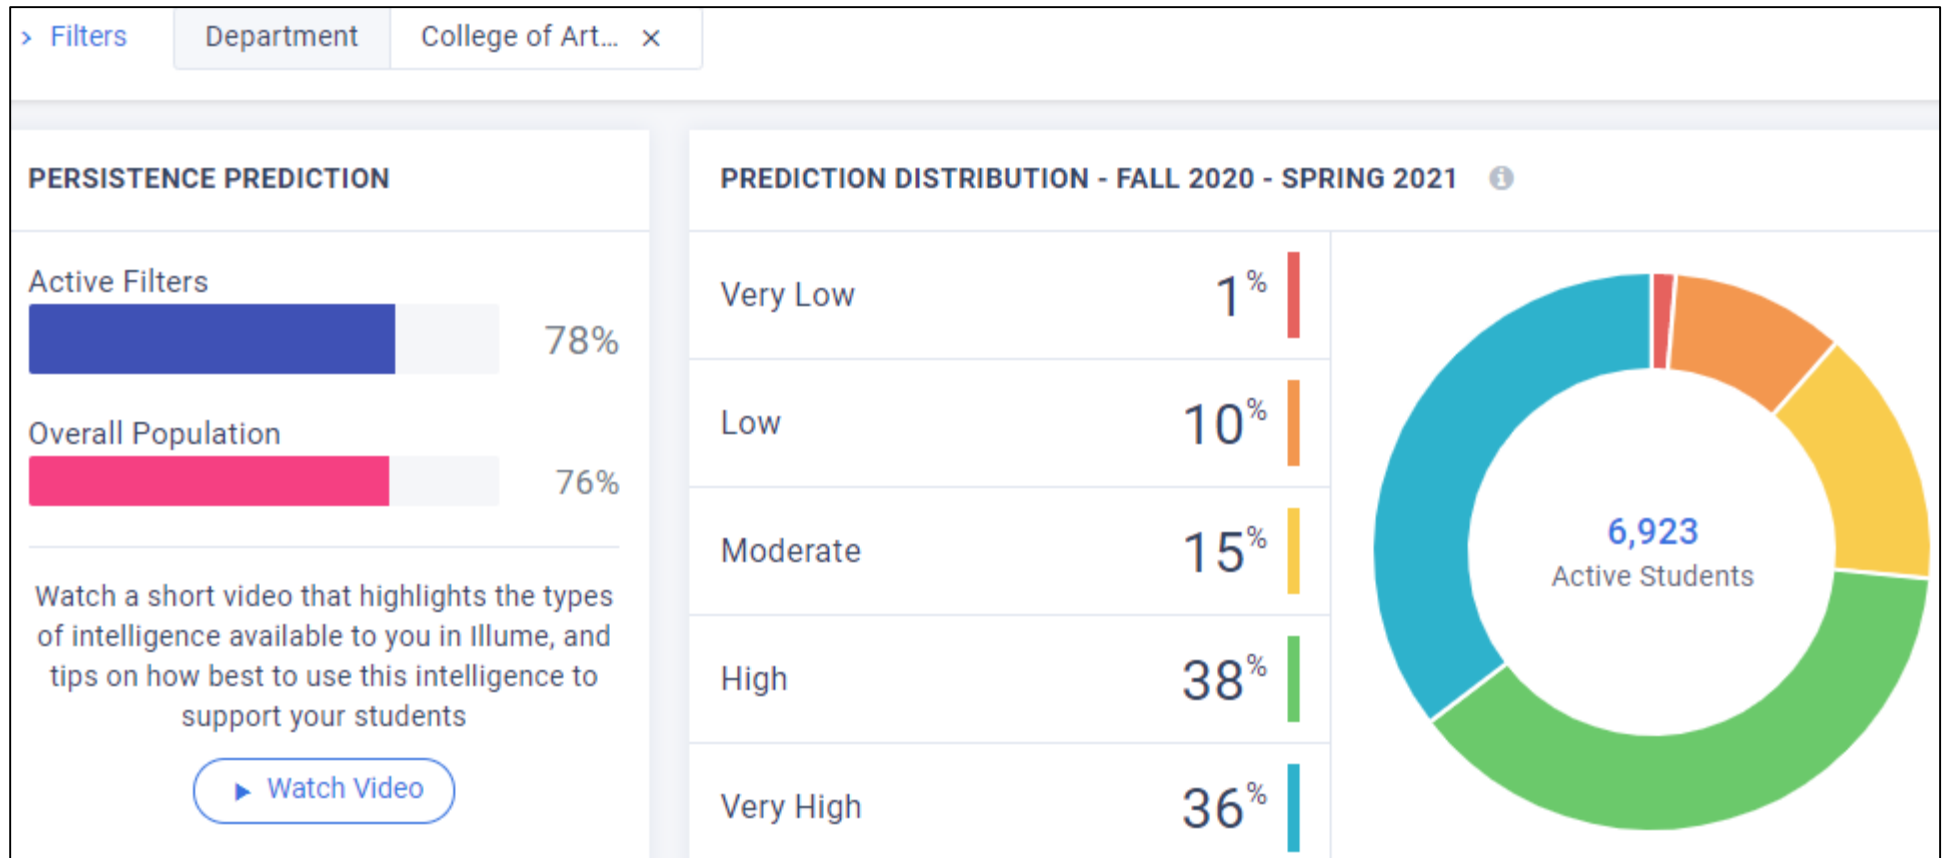 > Filters Department College of Art... ×
PERSISTENCE PREDICTION
Active Filters
78%
Overall Population
76%
Watch a short video that highlights the types
of intelligence available to you in Illume, and
tips on how best to use this intelligence to
support your students
Watch Video
PREDICTION DISTRIBUTION - FALL 2020 - SPRING 2021
Very Low 1%
Low 10%
Moderate 15%
High 38%
Very High 36%
6,923
Active Students